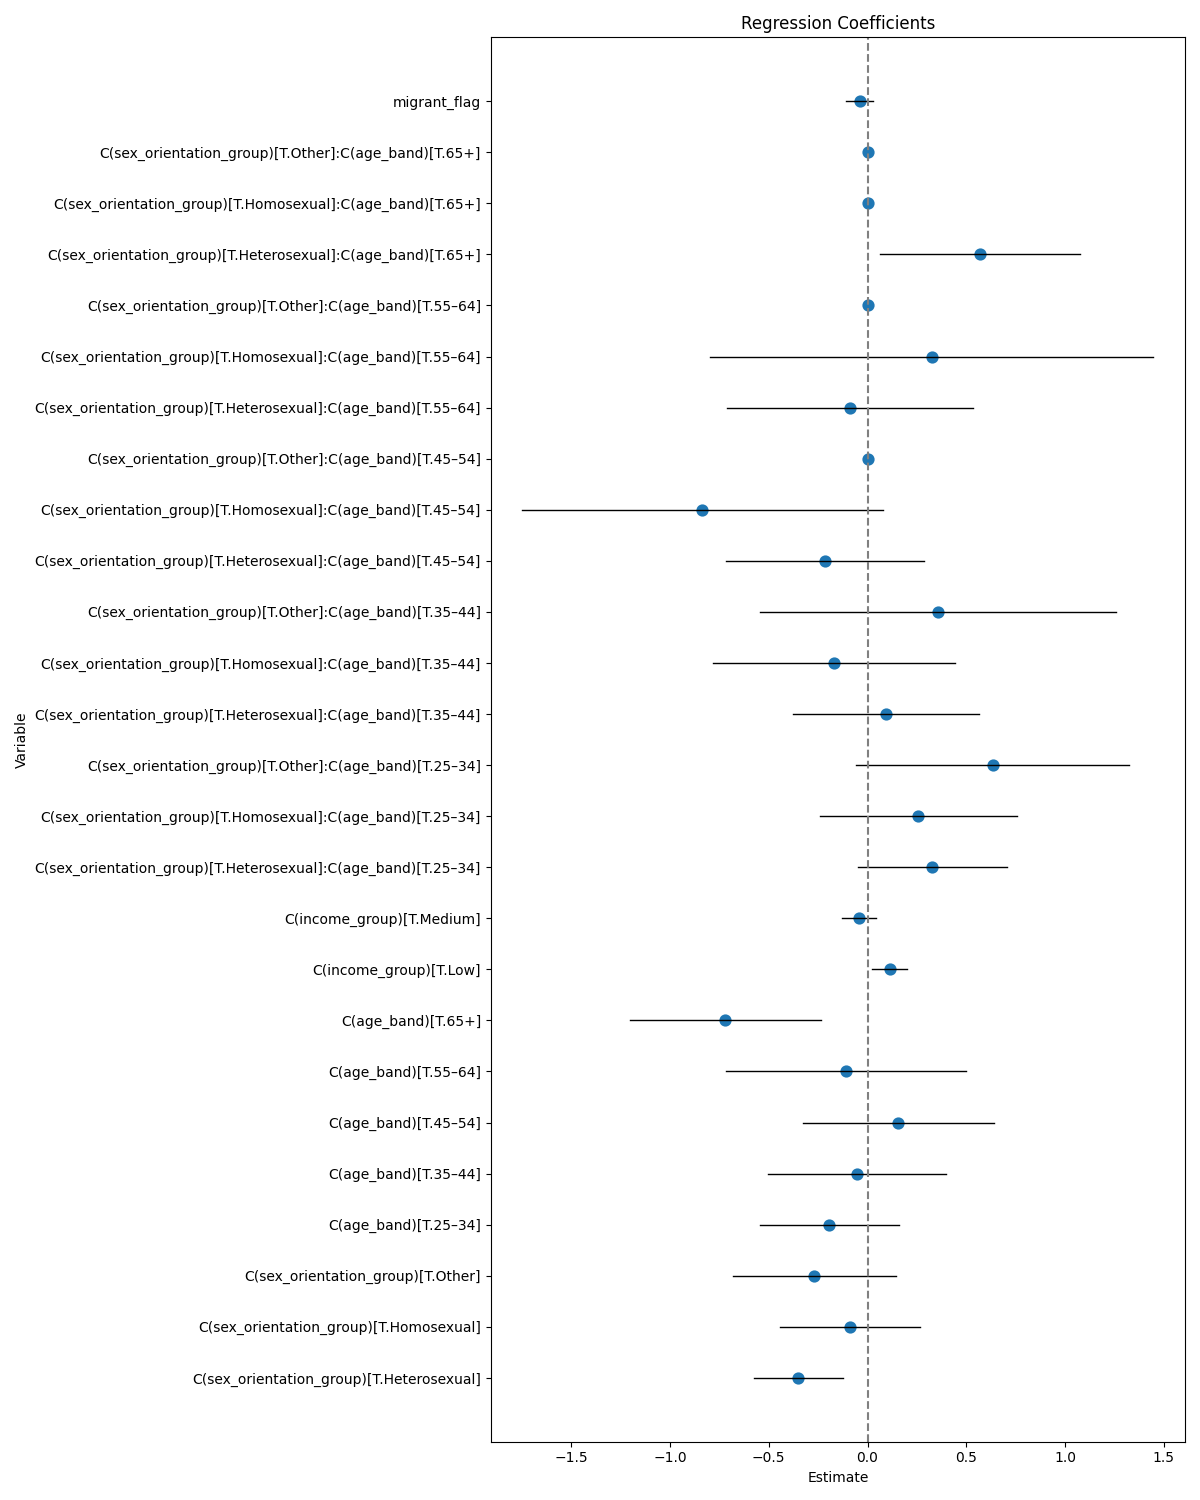 Regression Coefficients
migrant_flag
C(sex_orientation_group)[T.Other]:C(age_band)[T.65+]
C(sex_orientation_group)[T.Homosexual]:C(age_band)[T.65+]
C(sex_orientation_group)[T.Heterosexual]:C(age_band)[T.65+]
C(sex_orientation_group)[T.Other]:C(age_band)[T.55–64]
C(sex_orientation_group)[T.Homosexual]:C(age_band)[T.55–64]
C(sex_orientation_group)[T.Heterosexual]:C(age_band)[T.55–64]
C(sex_orientation_group)[T.Other]:C(age_band)[T.45–54]
C(sex_orientation_group)[T.Homosexual]:C(age_band)[T.45–54]
C(sex_orientation_group)[T.Heterosexual]:C(age_band)[T.45–54]
C(sex_orientation_group)[T.Other]:C(age_band)[T.35–44]
C(sex_orientation_group)[T.Homosexual]:C(age_band)[T.35–44]
C(sex_orientation_group)[T.Heterosexual]:C(age_band)[T.35–44]
C(sex_orientation_group)[T.Other]:C(age_band)[T.25–34]
C(sex_orientation_group)[T.Homosexual]:C(age_band)[T.25–34]
C(sex_orientation_group)[T.Heterosexual]:C(age_band)[T.25–34]
C(income_group)[T.Medium]
C(income_group)[T.Low]
C(age_band)[T.65+]
C(age_band)[T.55–64]
C(age_band)[T.45–54]
C(age_band)[T.35–44]
C(age_band)[T.25–34]
C(sex_orientation_group)[T.Other]
C(sex_orientation_group)[T.Homosexual]
C(sex_orientation_group)[T.Heterosexual]
Variable
−1.5 −1.0 −0.5 0.0 0.5 1.0 1.5
Estimate